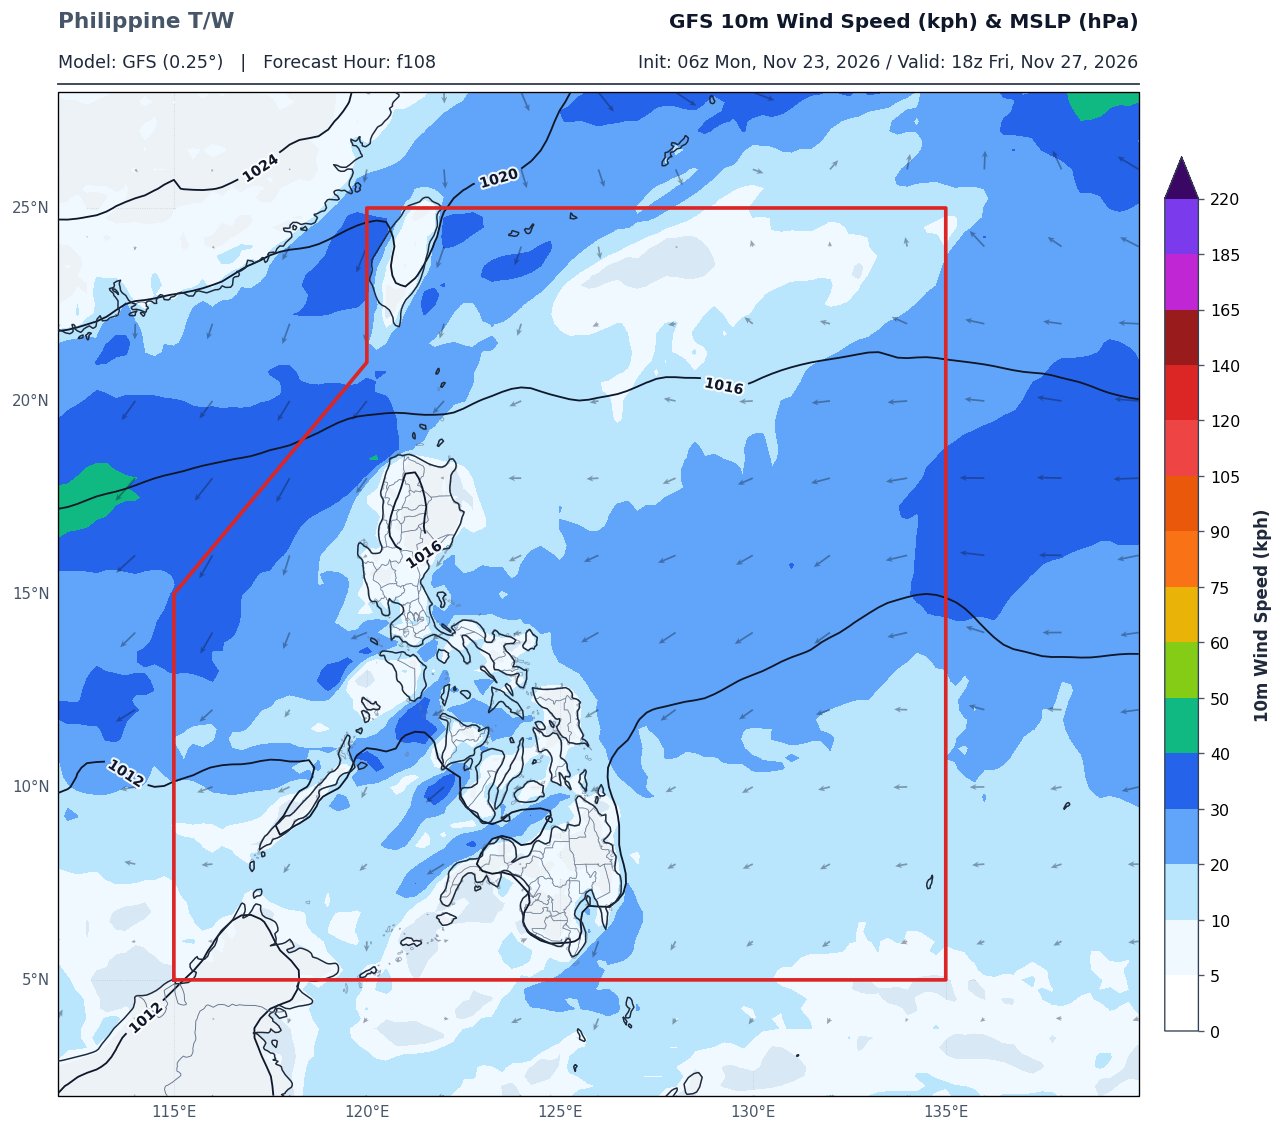 Philippine T/W
GFS 10m Wind Speed (kph) & MSLP (hPa)
Model: GFS (0.25°) | Forecast Hour: f108
Init: 06z Mon, Nov 23, 2026 / Valid: 18z Fri, Nov 27, 2026
1024
1020
1016
1016
1012
1012
25°N
20°N
15°N
10°N
5°N
115°E
120°E
125°E
130°E
135°E
220
185
165
140
120
105
90
75
60
50
40
30
20
10
5
0
10m Wind Speed (kph)